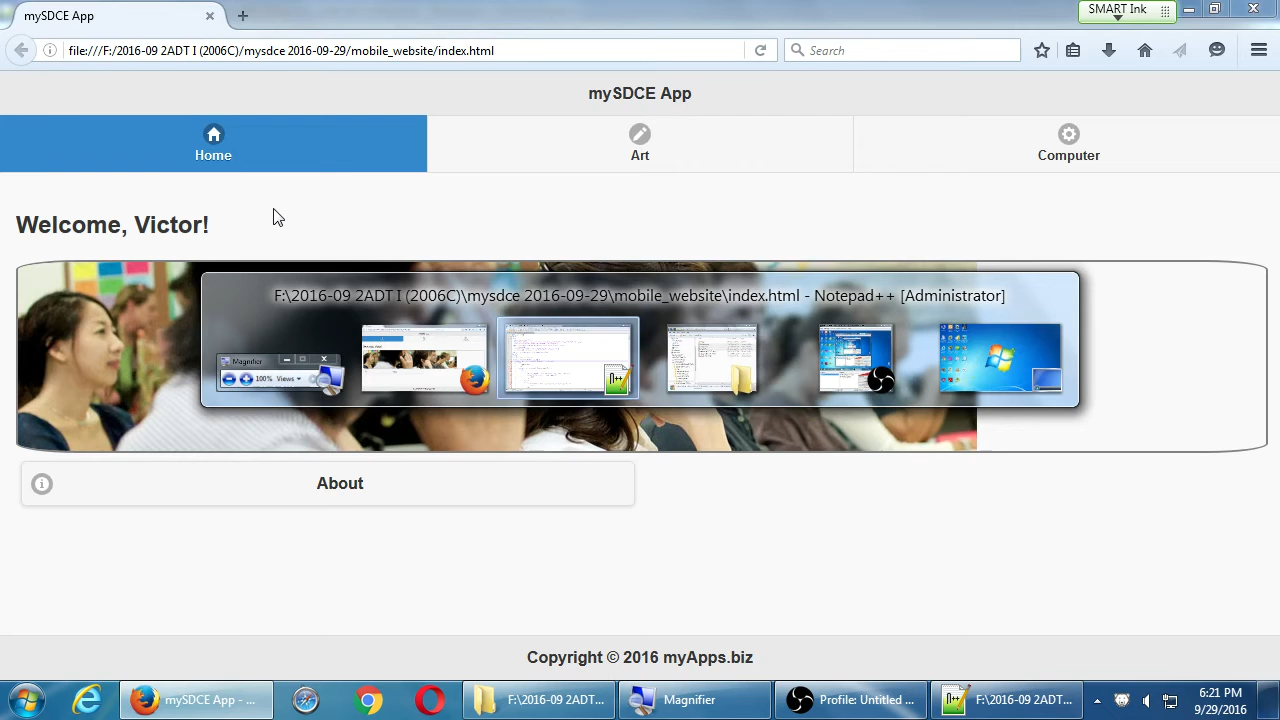 mySDCE App
SMART Ink
file:///F:/2016-09 2ADT I (2006C)/mysdce 2016-09-29/mobile_website/index.html
Search
mySDCE App
Home
Art
Computer
Welcome, Victor!
F:\2016-09 2ADT I (2006C)\mysdce 2016-09-29\mobile_website\index.html - Notepad++ [Administrator]
Magnifier
100% Views
About
Copyright © 2016 myApps.biz
mySDCE App - ...
F:\2016-09 2ADT...
Magnifier
Profile: Untitled ...
F:\2016-09 2ADT...
6:21 PM
9/29/2016